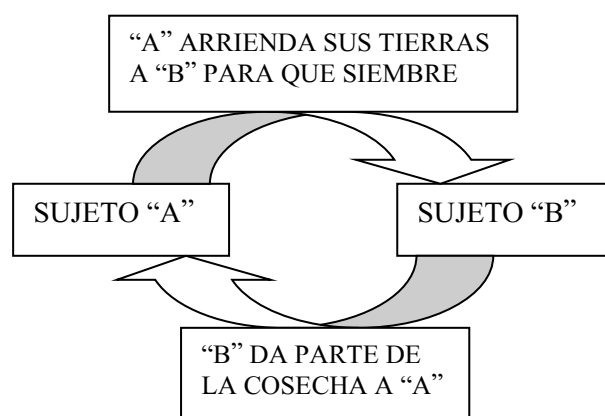 “A” ARRIENDA SUS TIERRAS
A “B” PARA QUE SIEMBRE
SUJETO “A”
SUJETO “B”
“B” DA PARTE DE
LA COSECHA A “A”